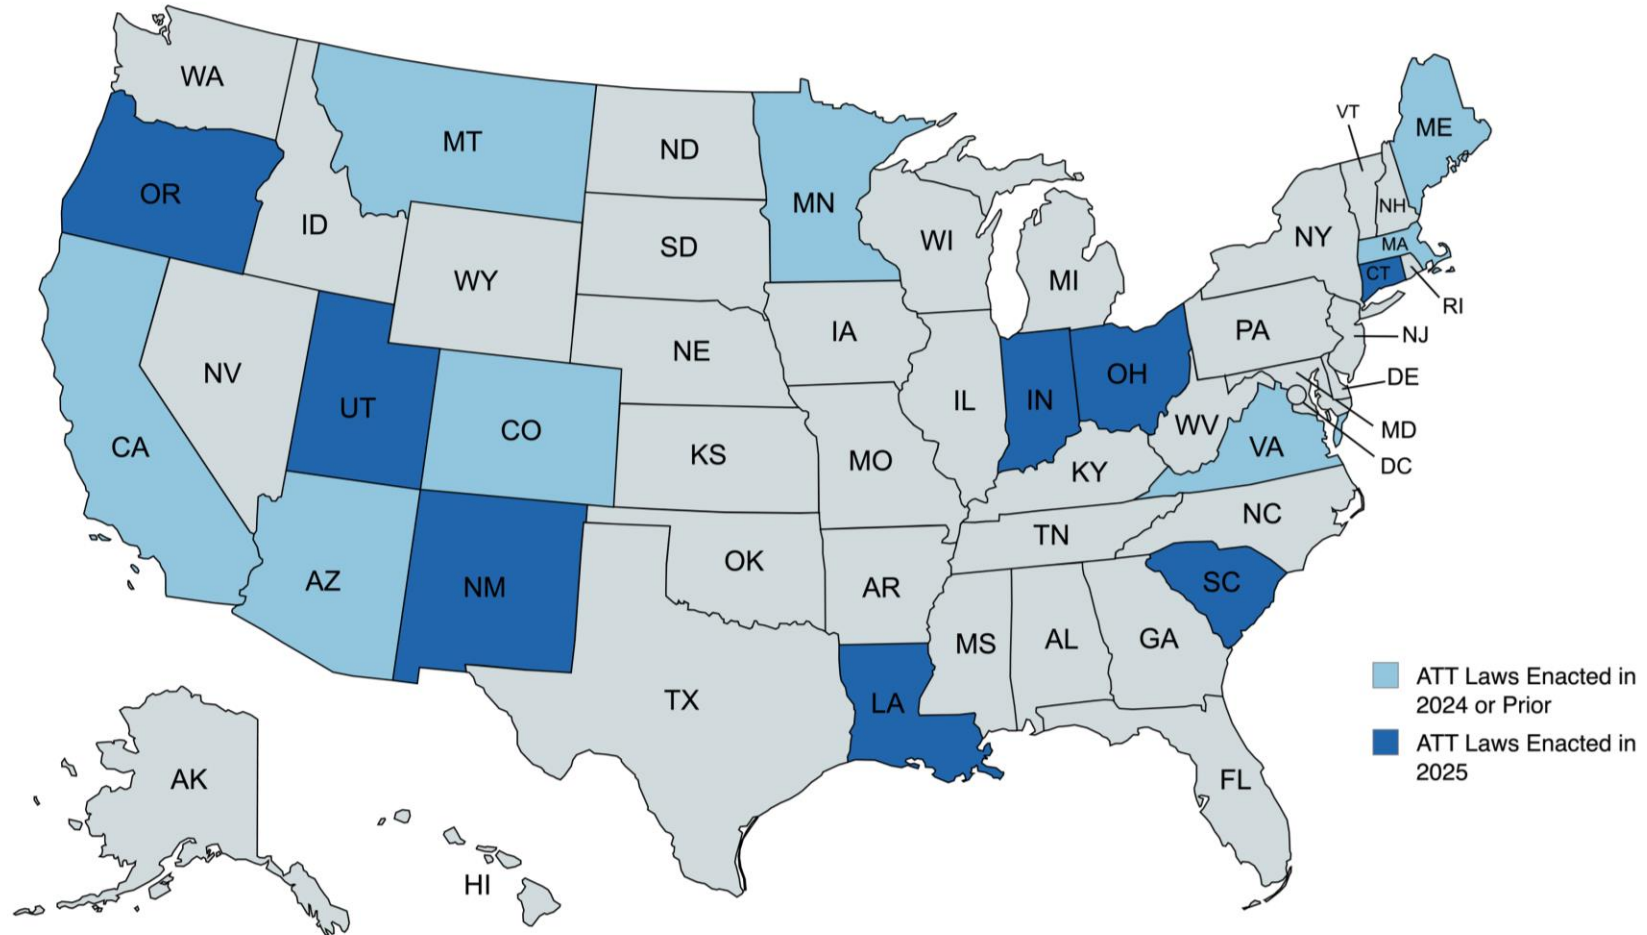 WA
MT
ND
MN
VT
ME
OR
ID
SD
WI
MI
NY
NH
MA
CT
RI
WY
NV
UT
CO
NE
IA
IL
IN
OH
PA
NJ
DE
MD
DC
CA
KS
MO
KY
WV
VA
AZ
NM
OK
AR
TN
NC
SC
TX
LA
MS
AL
GA
FL
AK
HI
ATT Laws Enacted in
2024 or Prior
ATT Laws Enacted in
2025